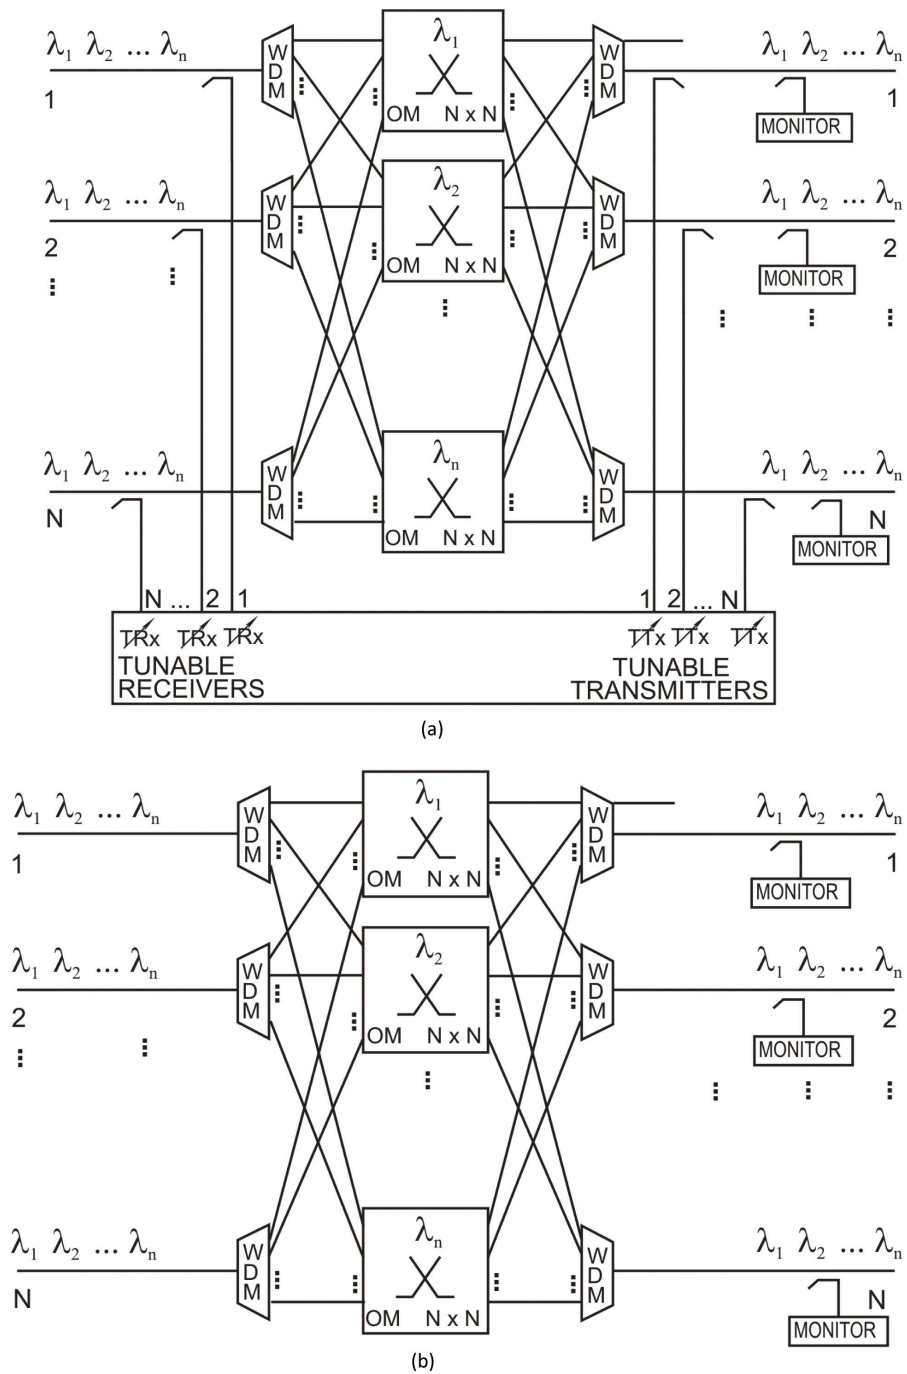 λ1 λ2 ... λn
WDM
λ1
WDM
λ1 λ2 ... λn
1
OM N x N
MONITOR
1
λ1 λ2 ... λn
WDM
λ2
WDM
λ1 λ2 ... λn
2
OM N x N
MONITOR
2
λ1 λ2 ... λn
WDM
λn
WDM
λ1 λ2 ... λn
N
OM N x N
MONITOR
N
N ... 2 1
1 2 ... N
TRx TRx TRx
TTx TTx TTx
TUNABLE
RECEIVERS
TUNABLE
TRANSMITTERS
(a)
λ1 λ2 ... λn
WDM
λ1
WDM
λ1 λ2 ... λn
1
OM N x N
MONITOR
1
λ1 λ2 ... λn
WDM
λ2
WDM
λ1 λ2 ... λn
2
OM N x N
MONITOR
2
λ1 λ2 ... λn
WDM
λn
WDM
λ1 λ2 ... λn
N
OM N x N
MONITOR
N
(b)